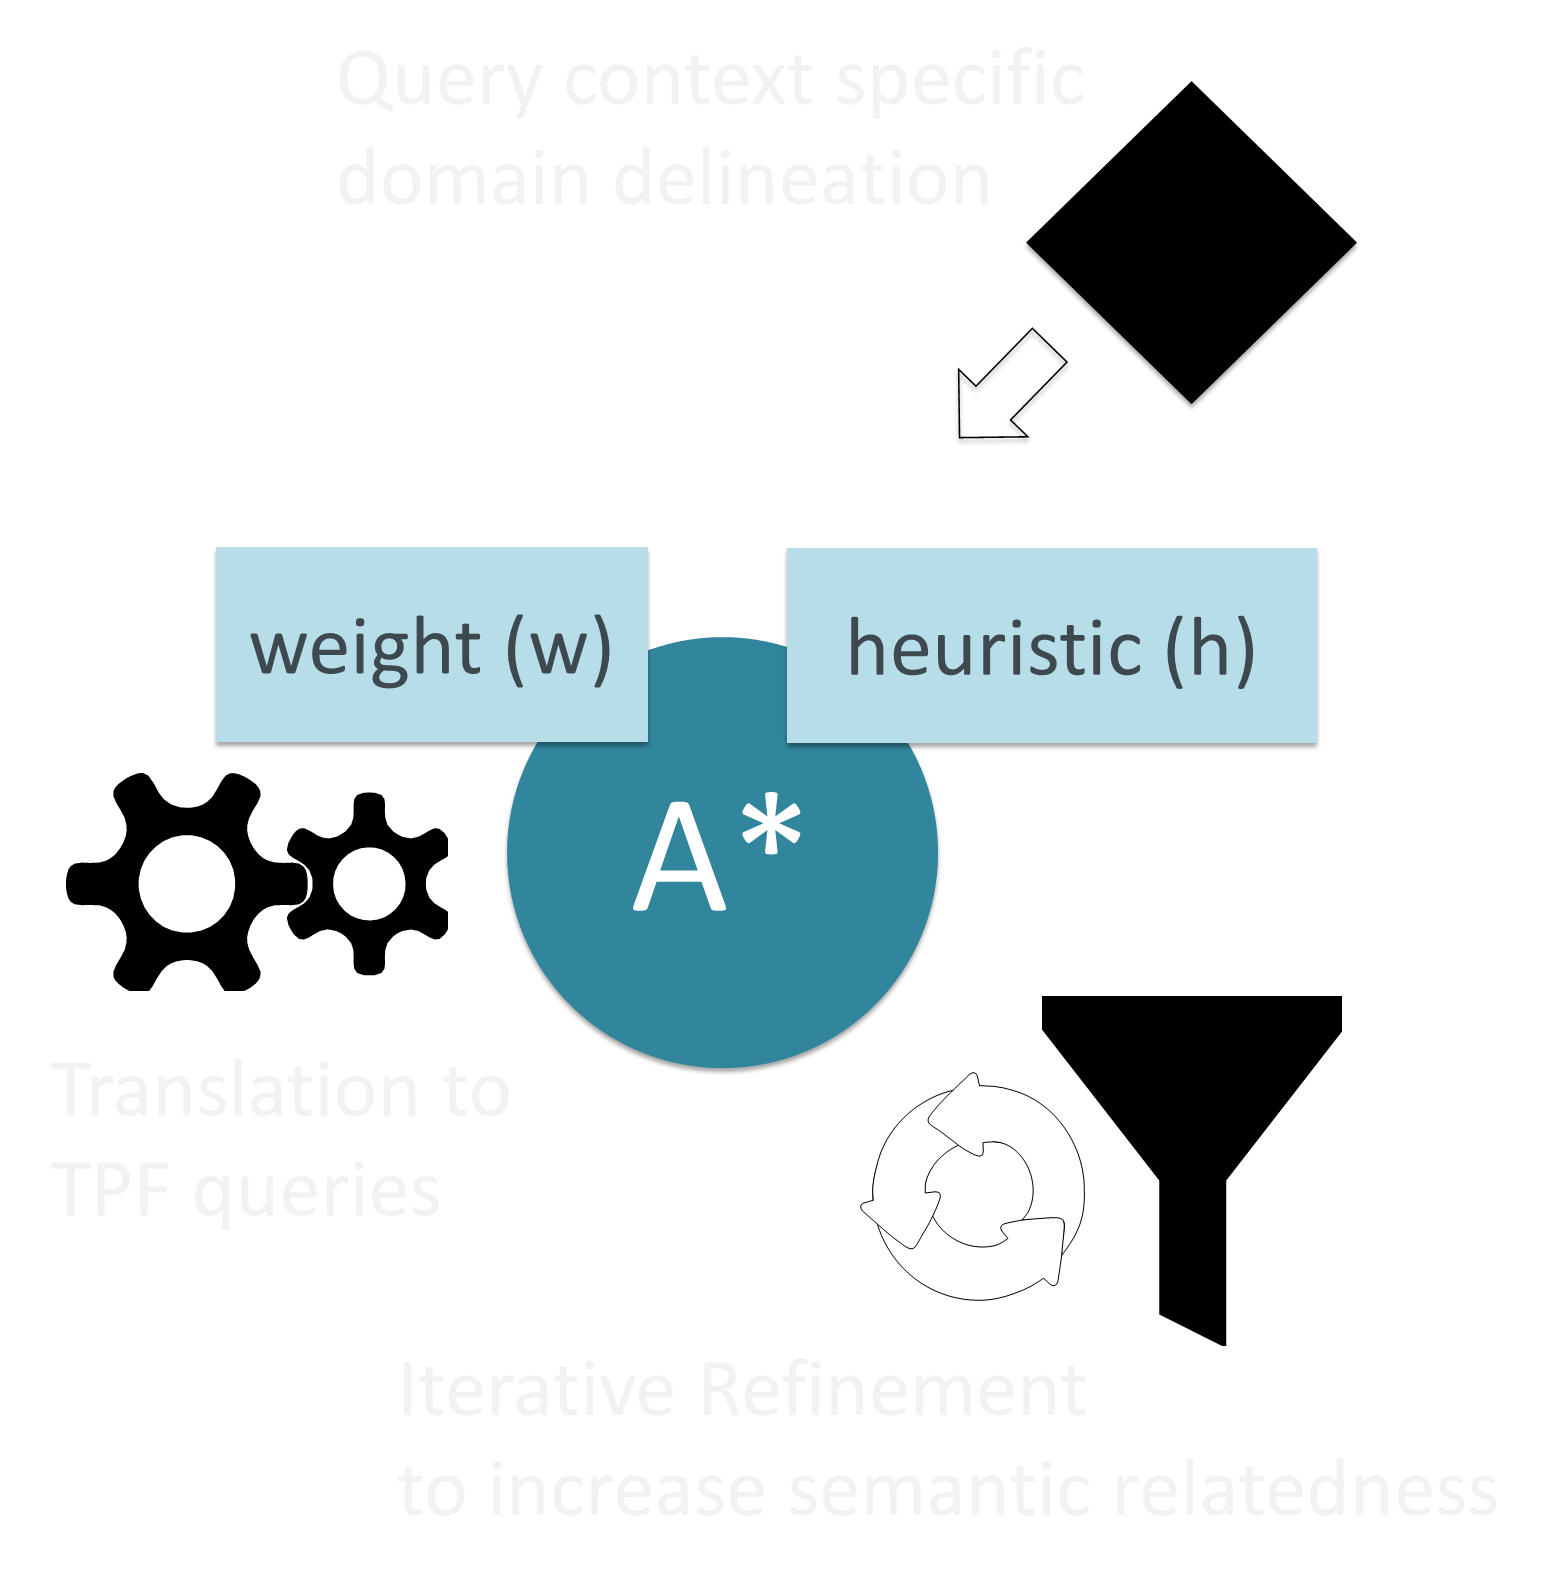 Query context specific
domain delineation
weight (w)
heuristic (h)
A*
Translation to
TPF queries
Iterative Refinement
to increase semantic relatedness